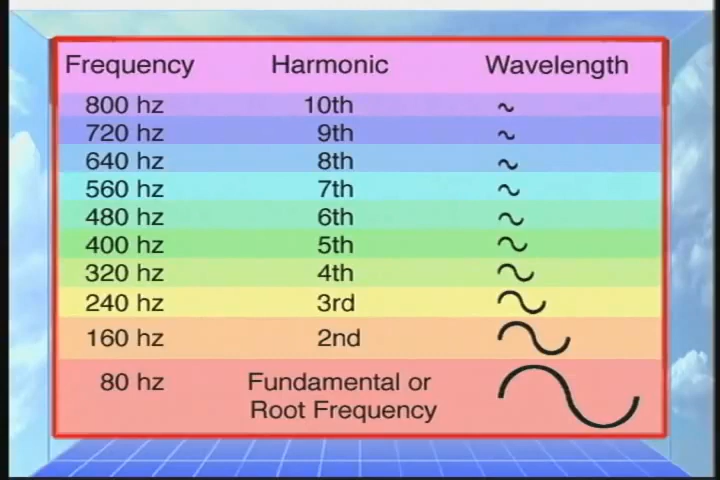 Frequency Harmonic Wavelength
800 hz 10th
720 hz 9th
640 hz 8th
560 hz 7th
480 hz 6th
400 hz 5th
320 hz 4th
240 hz 3rd
160 hz 2nd
80 hz Fundamental or
Root Frequency